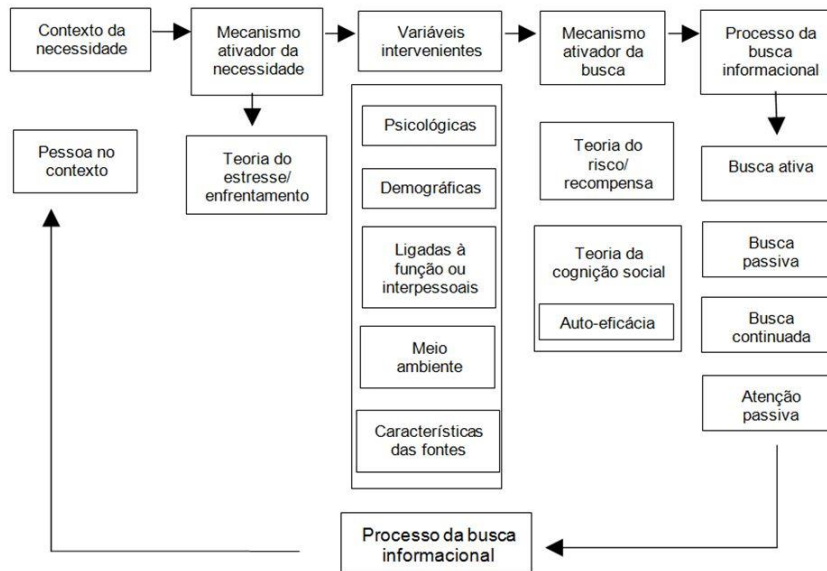 Contexto da
necessidade
Mecanismo
ativador da
necessidade
Variáveis
intervenientes
Mecanismo
ativador da
busca
Processo da
busca
informacional
Pessoa no
contexto
Teoria do
estresse/
enfrentamento
Psicológicas
Demográficas
Ligadas à
função ou
interpessoais
Meio
ambiente
Características
das fontes
Teoria do
risco/
recompensa
Teoria da
cognição social
Auto-eficácia
Busca ativa
Busca
passiva
Busca
continuada
Atenção
passiva
Processo da busca
informacional